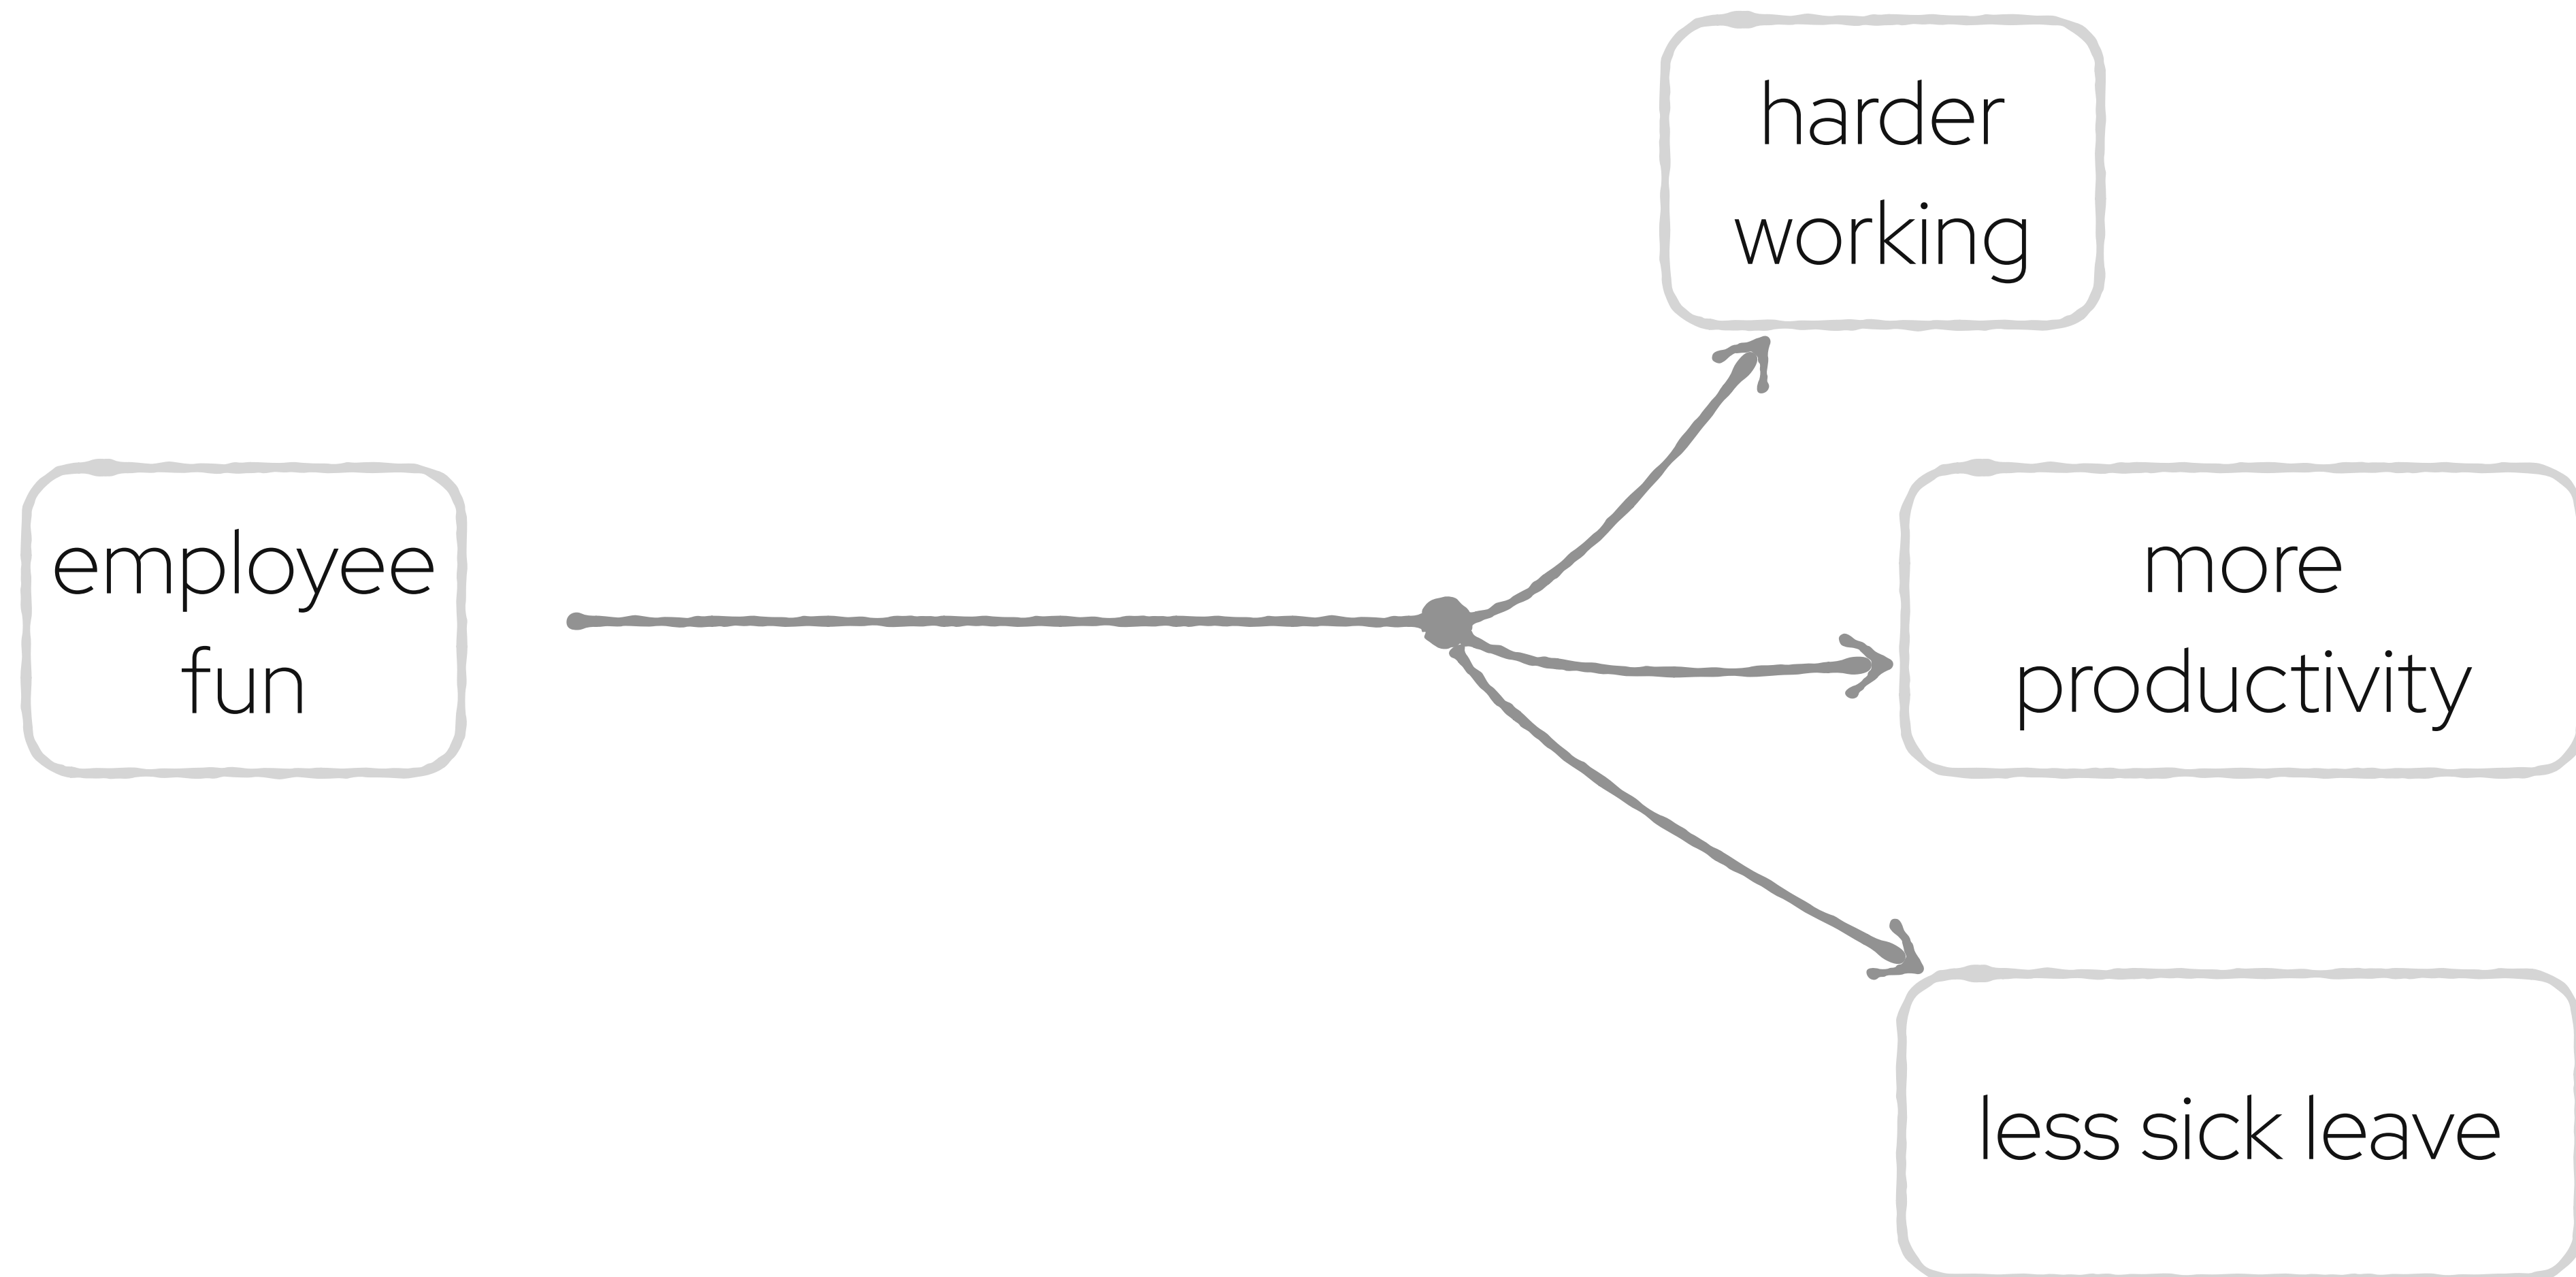 harder
working
employee
fun
more
productivity
less sick leave